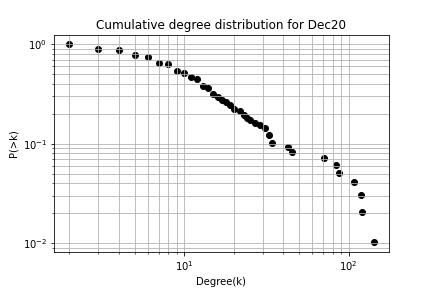 Cumulative degree distribution for Dec20
10⁰
10⁻¹
10⁻²
P(>k)
10¹
10²
Degree(k)